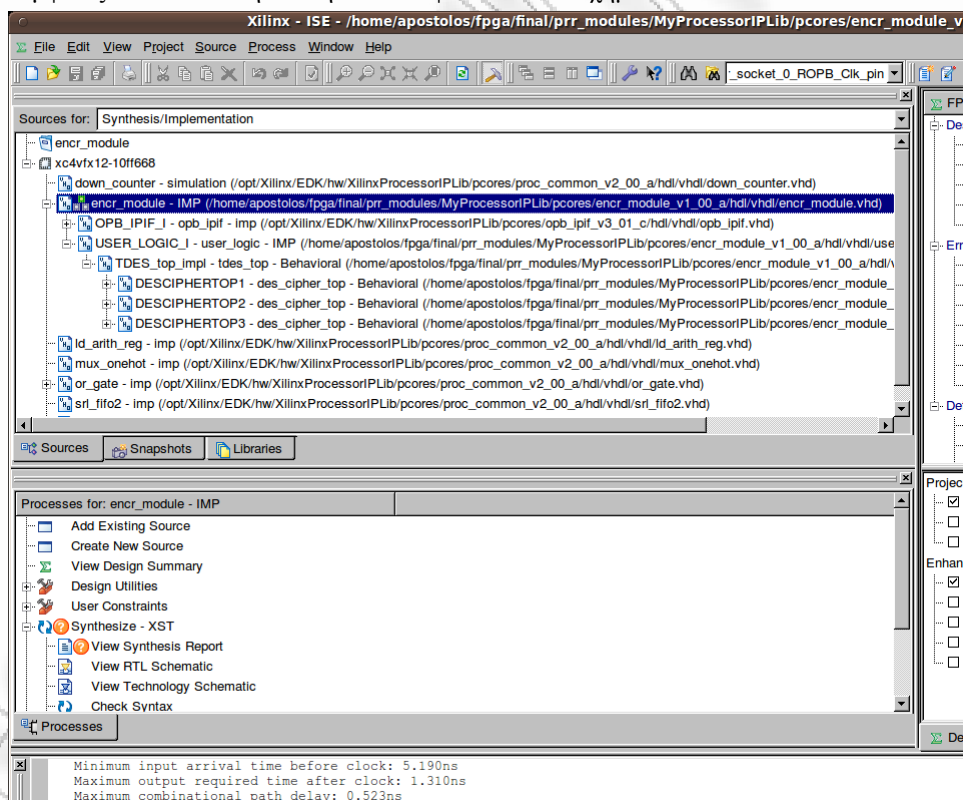 Xilinx - ISE - /home/apostolos/fpga/final/prr_modules/MyProcessorIPLib/pcores/encr_module_v
File Edit View Project Source Process Window Help
_socket_0_ROPB_Clk_pin
Sources for: Synthesis/Implementation
encr_module
xc4vfx12-10ff668
down_counter - simulation (/opt/Xilinx/EDK/hw/XilinxProcessorIPLib/pcores/proc_common_v2_00_a/hdl/vhdl/down_counter.vhd)
encr_module - IMP (/home/apostolos/fpga/final/prr_modules/MyProcessorIPLib/pcores/encr_module_v1_00_a/hdl/vhdl/encr_module.vhd)
OPB_IPIF_I - opb_ipif - imp (/opt/Xilinx/EDK/hw/XilinxProcessorIPLib/pcores/opb_ipif_v3_01_c/hdl/vhdl/opb_ipif.vhd)
USER_LOGIC_I - user_logic - IMP (/home/apostolos/fpga/final/prr_modules/MyProcessorIPLib/pcores/encr_module_v1_00_a/hdl/vhdl/use
TDES_top_impl - tdes_top - Behavioral (/home/apostolos/fpga/final/prr_modules/MyProcessorIPLib/pcores/encr_module_v1_00_a/hdl/
DESCIPHERTOP1 - des_cipher_top - Behavioral (/home/apostolos/fpga/final/prr_modules/MyProcessorIPLib/pcores/encr_module_
DESCIPHERTOP2 - des_cipher_top - Behavioral (/home/apostolos/fpga/final/prr_modules/MyProcessorIPLib/pcores/encr_module_
DESCIPHERTOP3 - des_cipher_top - Behavioral (/home/apostolos/fpga/final/prr_modules/MyProcessorIPLib/pcores/encr_module_
ld_arith_reg - imp (/opt/Xilinx/EDK/hw/XilinxProcessorIPLib/pcores/proc_common_v2_00_a/hdl/vhdl/ld_arith_reg.vhd)
mux_onehot - imp (/opt/Xilinx/EDK/hw/XilinxProcessorIPLib/pcores/proc_common_v2_00_a/hdl/vhdl/mux_onehot.vhd)
or_gate - imp (/opt/Xilinx/EDK/hw/XilinxProcessorIPLib/pcores/proc_common_v2_00_a/hdl/vhdl/or_gate.vhd)
srl_fifo2 - imp (/opt/Xilinx/EDK/hw/XilinxProcessorIPLib/pcores/proc_common_v2_00_a/hdl/vhdl/srl_fifo2.vhd)
Sources Snapshots Libraries
Processes for: encr_module - IMP
Add Existing Source
Create New Source
View Design Summary
Design Utilities
User Constraints
Synthesize - XST
View Synthesis Report
View RTL Schematic
View Technology Schematic
Check Syntax
Processes
FP
De
Err
De
Projec
Enhan
De
Minimum input arrival time before clock: 5.190ns
Maximum output required time after clock: 1.310ns
Maximum combinational path delay: 0.523ns